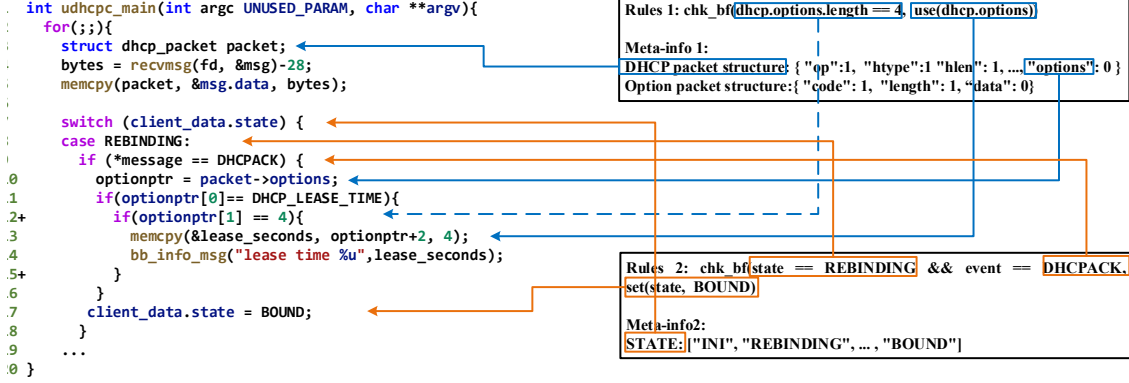 int udhcpc_main(int argc UNUSED_PARAM, char **argv){
for(;;){
struct dhcp_packet packet;
bytes = recvmsg(fd, &msg)-28;
memcpy(packet, &msg.data, bytes);
switch (client_data.state) {
case REBINDING:
if (*message == DHCPACK) {
.0 optionptr = packet->options;
.1 if(optionptr[0]== DHCP_LEASE_TIME){
.2+ if(optionptr[1] == 4){
.3 memcpy(&lease_seconds, optionptr+2, 4);
.4 bb_info_msg("lease time %u",lease_seconds);
.5+ }
.6 }
.7 client_data.state = BOUND;
.8 }
.9 ...
.0 }
Rules 1: chk_bf(dhcp.options.length == 4, use(dhcp.options))
Meta-info 1:
DHCP packet structure: { "op":1, "htype":1 "hlen": 1, ..., "options": 0 }
Option packet structure:{ "code": 1, "length": 1, "data": 0}
Rules 2: chk_bf(state == REBINDING && event == DHCPACK,
set(state, BOUND)
Meta-info2:
STATE: ["INI", "REBINDING", ... , "BOUND"]